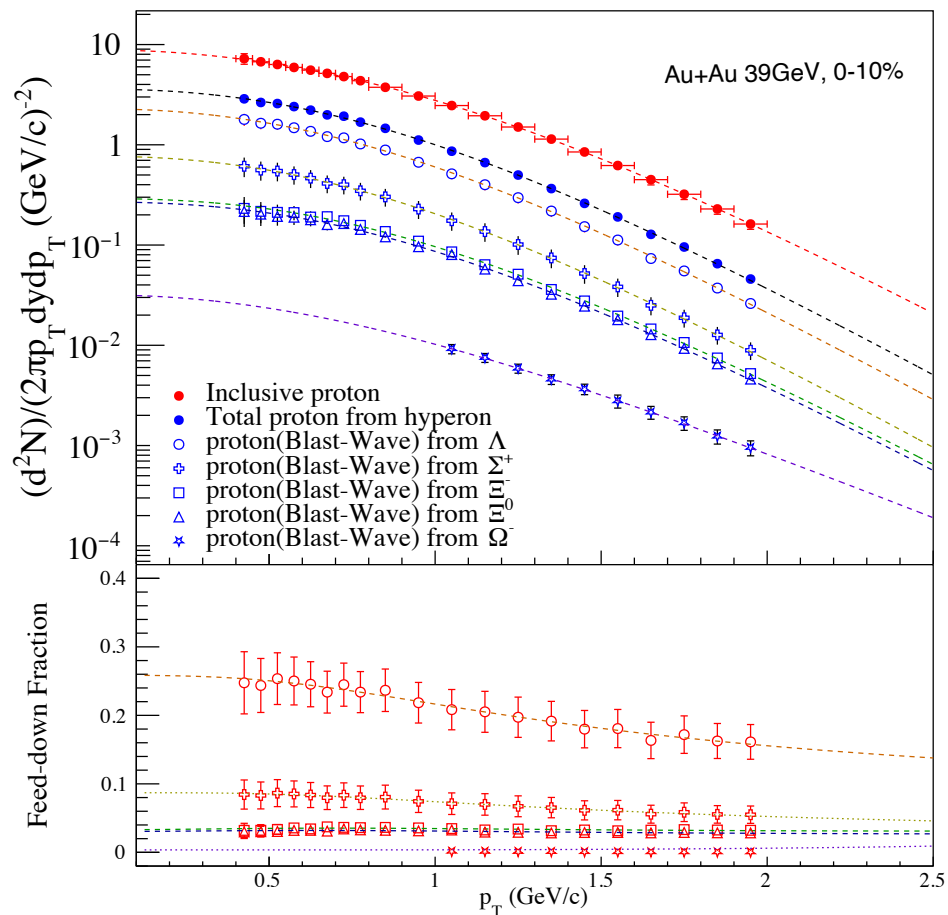 (d²N)/(2πp_T dydp_T (GeV/c)⁻²
10
1
10⁻¹
10⁻²
10⁻³
10⁻⁴
Au+Au 39GeV, 0-10%
Inclusive proton
Total proton from hyperon
proton(Blast-Wave) from Λ
proton(Blast-Wave) from Σ⁺
proton(Blast-Wave) from Ξ⁻
proton(Blast-Wave) from Ξ⁰
proton(Blast-Wave) from Ω⁻
Feed-down Fraction
0.4
0.3
0.2
0.1
0
0.5 1 1.5 2 2.5
p_T (GeV/c)